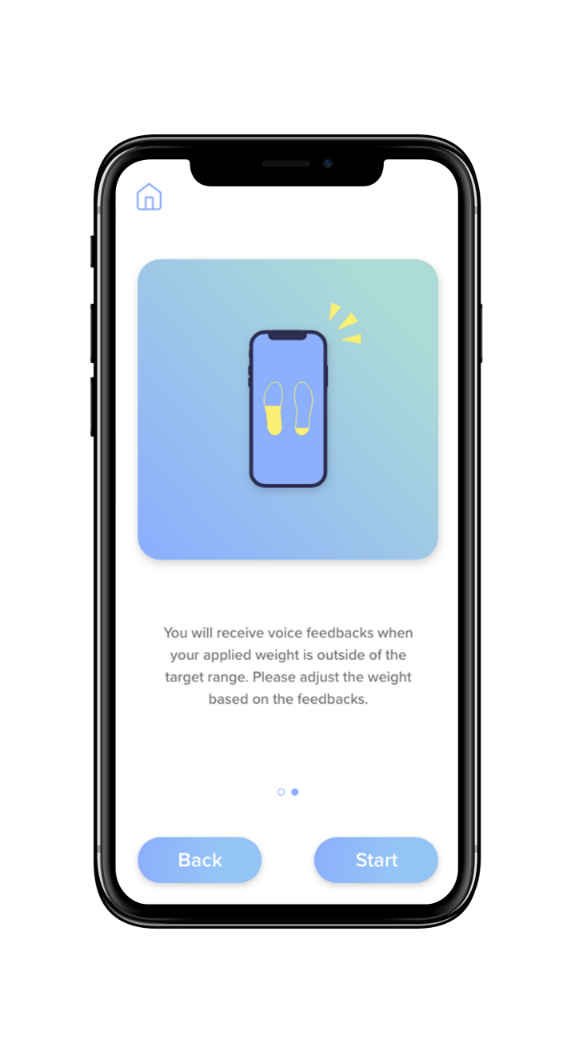 You will receive voice feedbacks when
your applied weight is outside of the
target range. Please adjust the weight
based on the feedbacks.
Back
Start